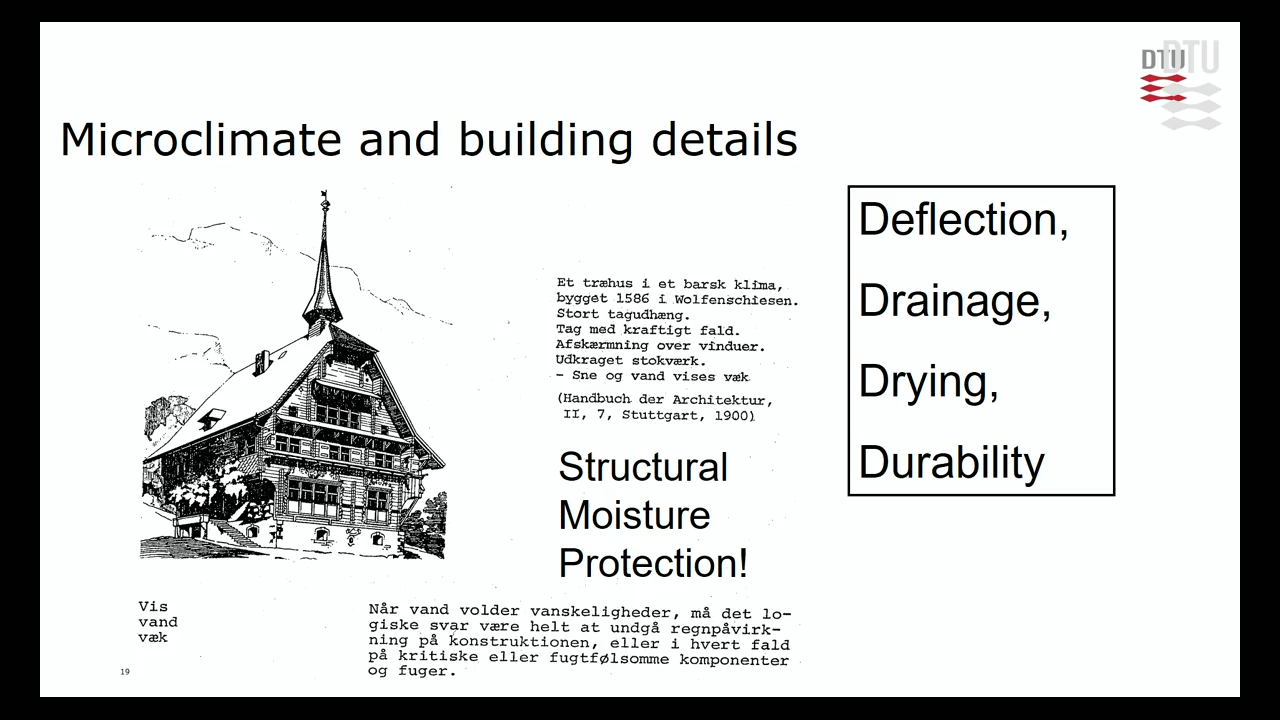 DTU
DTU
Microclimate and building details
Et træhus i et barsk klima,
bygget 1586 i Wolfenschiesen.
Stort tagudhæng.
Tag med kraftigt fald.
Afskærmning over vinduer.
Udkraget stokværk.
- Sne og vand vises væk
(Handbuch der Architektur,
II, 7, Stuttgart, 1900)
Structural
Moisture
Protection!
Deflection,
Drainage,
Drying,
Durability
Vis
vand
væk
Når vand volder vanskeligheder, må det lo-
giske svar være helt at undgå regnpåvirk-
ning på konstruktionen, eller i hvert fald
på kritiske eller fugtfølsomme komponenter
og fuger.
19